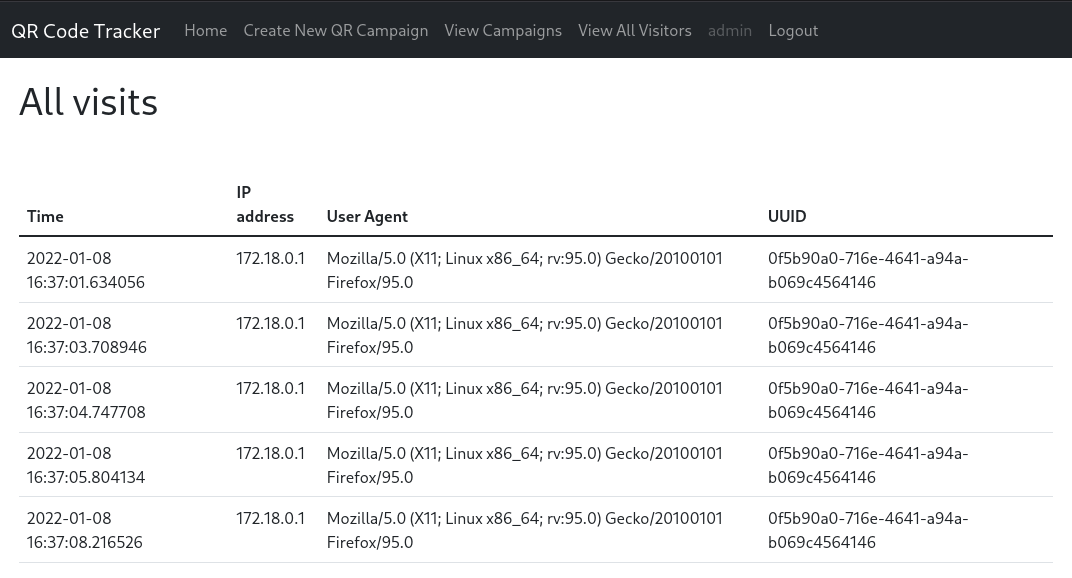 QR Code Tracker Home Create New QR Campaign View Campaigns View All Visitors admin Logout
All visits
Time IP address User Agent UUID
2022-01-08 172.18.0.1 Mozilla/5.0 (X11; Linux x86_64; rv:95.0) Gecko/20100101 0f5b90a0-716e-4641-a94a-
16:37:01.634056 Firefox/95.0 b069c4564146
2022-01-08 172.18.0.1 Mozilla/5.0 (X11; Linux x86_64; rv:95.0) Gecko/20100101 0f5b90a0-716e-4641-a94a-
16:37:03.708946 Firefox/95.0 b069c4564146
2022-01-08 172.18.0.1 Mozilla/5.0 (X11; Linux x86_64; rv:95.0) Gecko/20100101 0f5b90a0-716e-4641-a94a-
16:37:04.747708 Firefox/95.0 b069c4564146
2022-01-08 172.18.0.1 Mozilla/5.0 (X11; Linux x86_64; rv:95.0) Gecko/20100101 0f5b90a0-716e-4641-a94a-
16:37:05.804134 Firefox/95.0 b069c4564146
2022-01-08 172.18.0.1 Mozilla/5.0 (X11; Linux x86_64; rv:95.0) Gecko/20100101 0f5b90a0-716e-4641-a94a-
16:37:08.216526 Firefox/95.0 b069c4564146